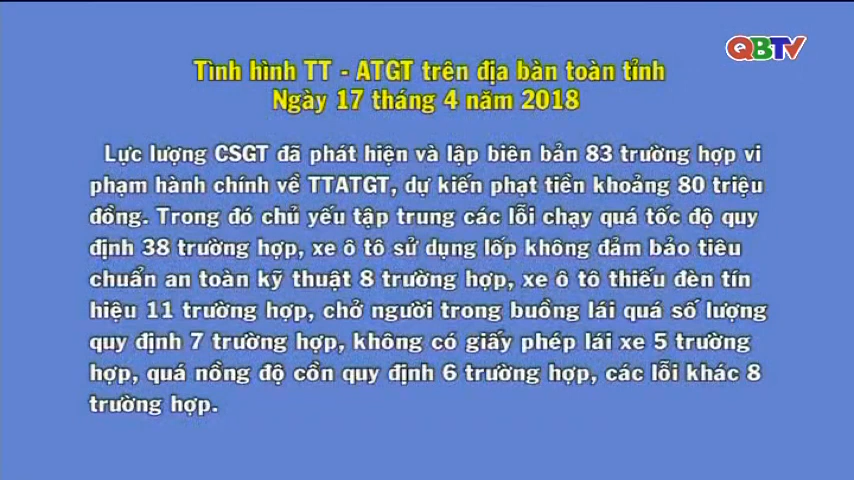 QBTV
Tình hình TT - ATGT trên địa bàn toàn tỉnh
Ngày 17 tháng 4 năm 2018
Lực lượng CSGT đã phát hiện và lập biên bản 83 trường hợp vi
phạm hành chính về TTATGT, dự kiến phạt tiền khoảng 80 triệu
đồng. Trong đó chủ yếu tập trung các lỗi chạy quá tốc độ quy
định 38 trường hợp, xe ô tô sử dụng lốp không đảm bảo tiêu
chuẩn an toàn kỹ thuật 8 trường hợp, xe ô tô thiếu đèn tín
hiệu 11 trường hợp, chở người trong buồng lái quá số lượng
quy định 7 trường hợp, không có giấy phép lái xe 5 trường
hợp, quá nồng độ cồn quy định 6 trường hợp, các lỗi khác 8
trường hợp.